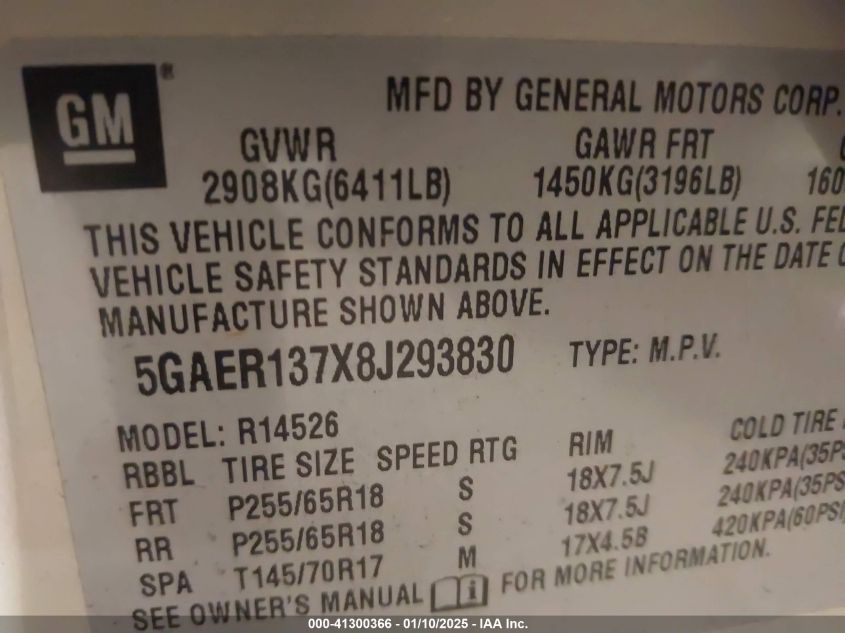 GM ® MFD BY GENERAL MOTORS CORP.
GVWR GAWR FRT
2908KG(6411LB) 1450KG(3196LB) 160
THIS VEHICLE CONFORMS TO ALL APPLICABLE U.S. FED
VEHICLE SAFETY STANDARDS IN EFFECT ON THE DATE O
MANUFACTURE SHOWN ABOVE.
5GAER137X8J293830 TYPE: M.P.V.
MODEL: R14526
RBBL TIRE SIZE SPEED RTG RIM COLD TIRE
FRT P255/65R18 S 18X7.5J 240KPA(35PS
RR P255/65R18 S 18X7.5J 240KPA(35PS
SPA T145/70R17 M 17X4.5B 420KPA(60PSI)
SEE OWNER'S MANUAL i FOR MORE INFORMATION.
000-41300366 - 01/10/2025 - IAA Inc.